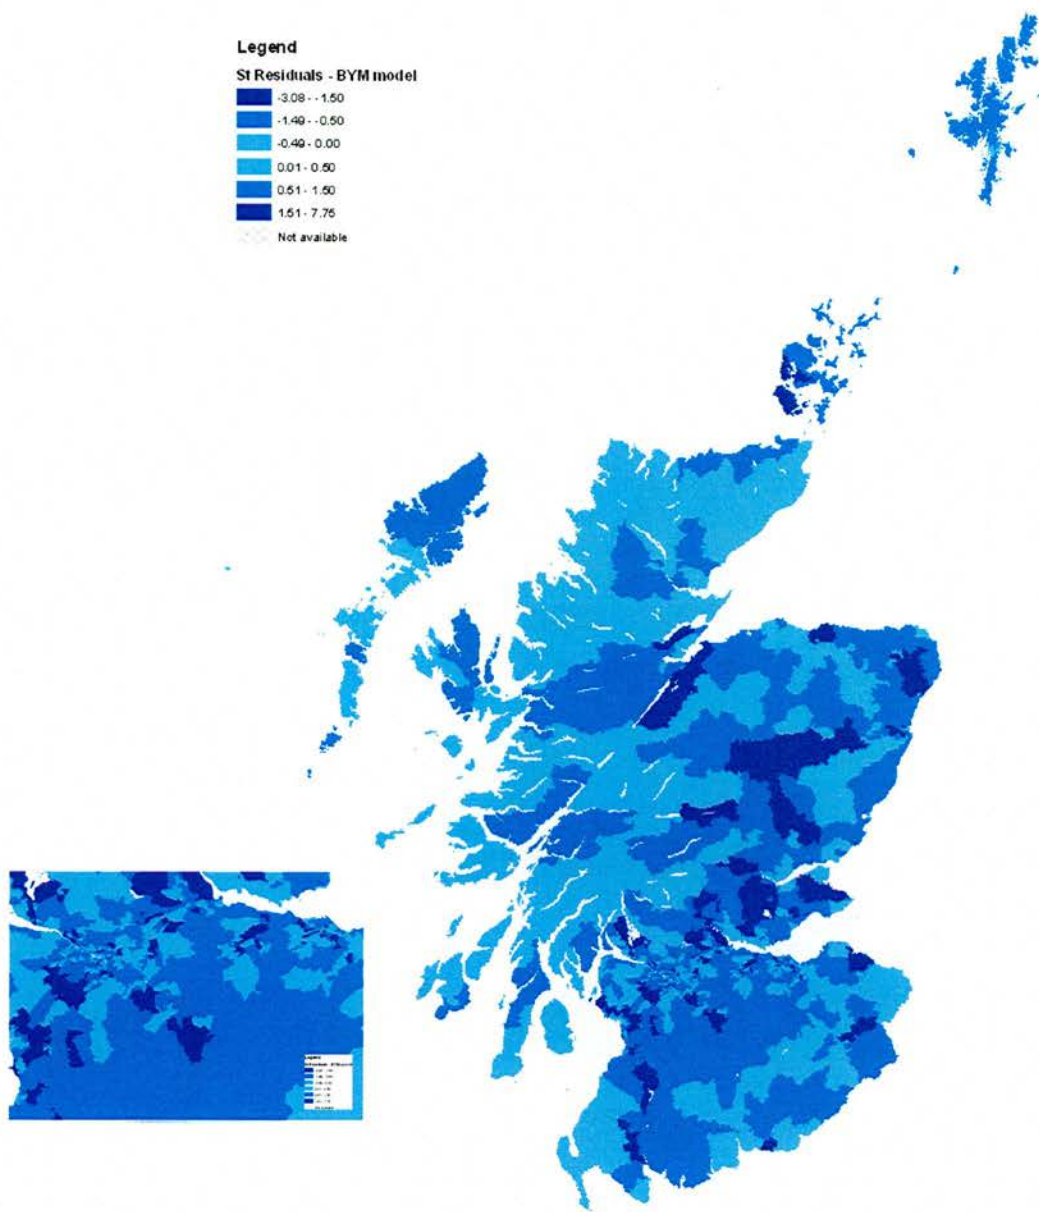 Legend
St Residuals - BYM model
-3.08 - -1.50
-1.49 - -0.50
-0.49 - 0.00
0.01 - 0.50
0.51 - 1.50
1.51 - 7.75
Not available
Legend